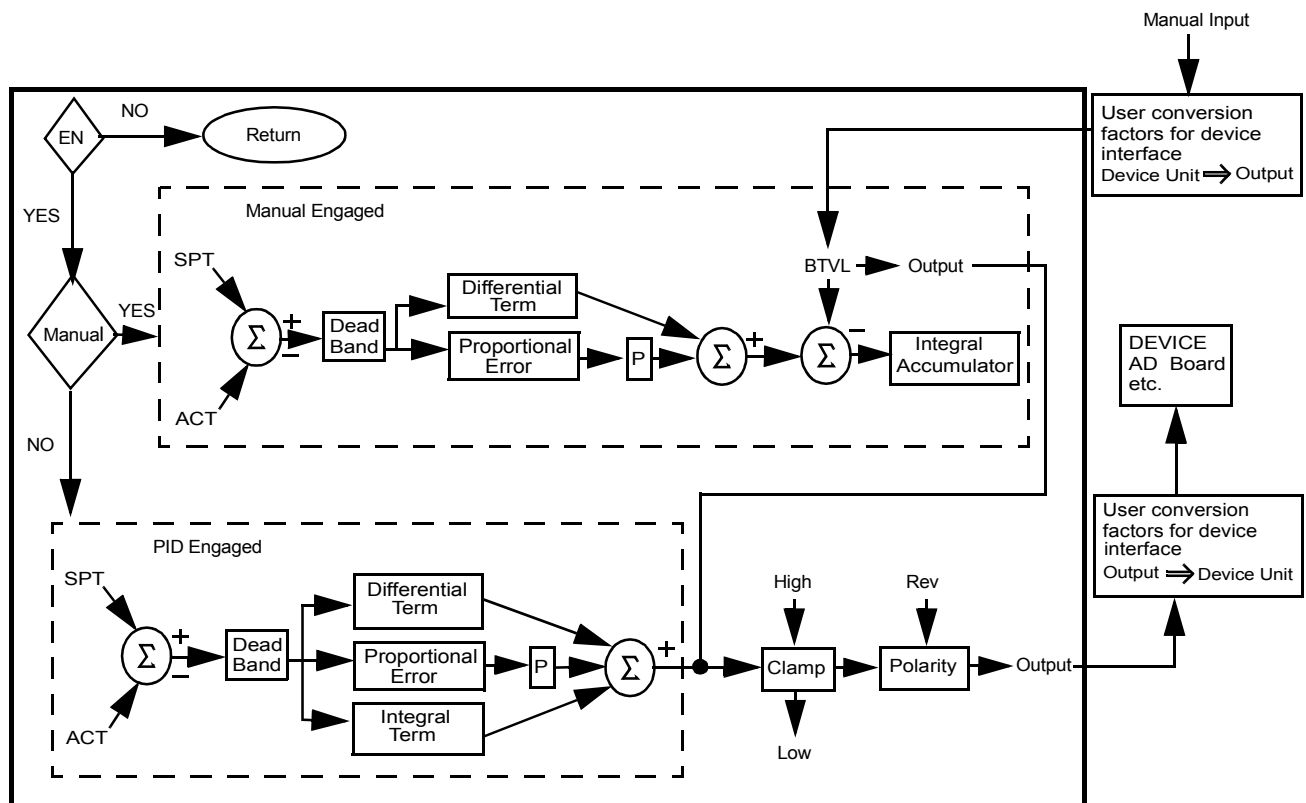 Manual Input
User conversion
factors for device
interface
Device Unit ⇒ Output
EN
NO
Return
YES
Manual Engaged
SPT
BTVL
Output
Manual
YES
Σ
+
−
Dead
Band
Differential
Term
Proportional
Error
P
Σ
+
Σ
−
Integral
Accumulator
ACT
DEVICE
AD Board
etc.
NO
PID Engaged
User conversion
factors for device
interface
Output ⇒ Device Unit
SPT
Σ
+
−
Dead
Band
Differential
Term
Proportional
Error
P
Integral
Term
Σ
+
High
Rev
Clamp
Polarity
Output
ACT
Low